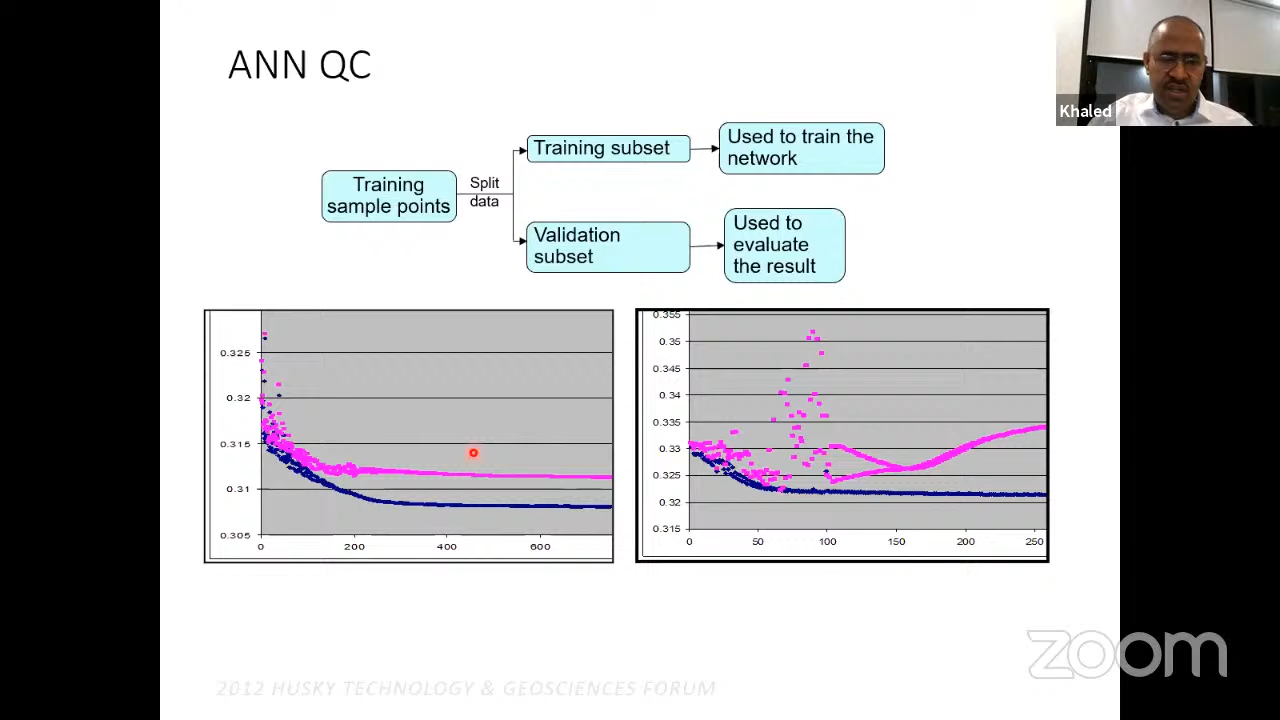 ANN QC
Khaled
Training
sample points
Split
data
Training subset
Used to train the
network
Validation
subset
Used to
evaluate
the result
0.325
0.32
0.315
0.31
0.305
0
200
400
600
0.355
0.35
0.345
0.34
0.335
0.33
0.325
0.32
0.315
0
50
100
150
200
250
zoom
2012 HUSKY TECHNOLOGY & GEOSCIENCES FORUM